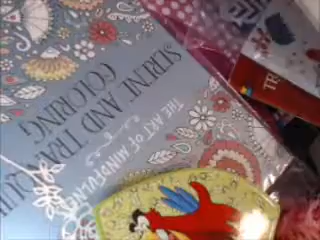 THE ART OF MINDFULNESS
SERENE AND TRANQUIL
COLORING